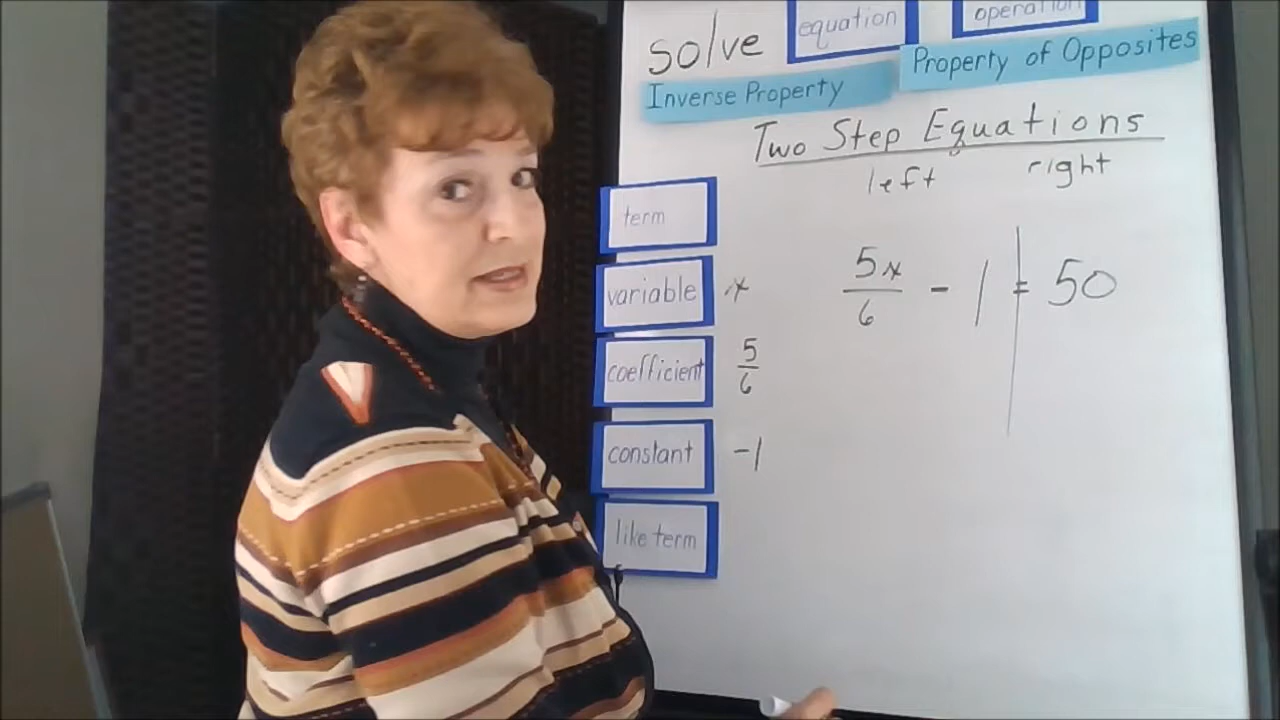 solve
equation
operation
Inverse Property
Property of Opposites
Two Step Equations
left right
term
variable x
coefficient 5/6
constant -1
like term
5x/6 - 1 = 50